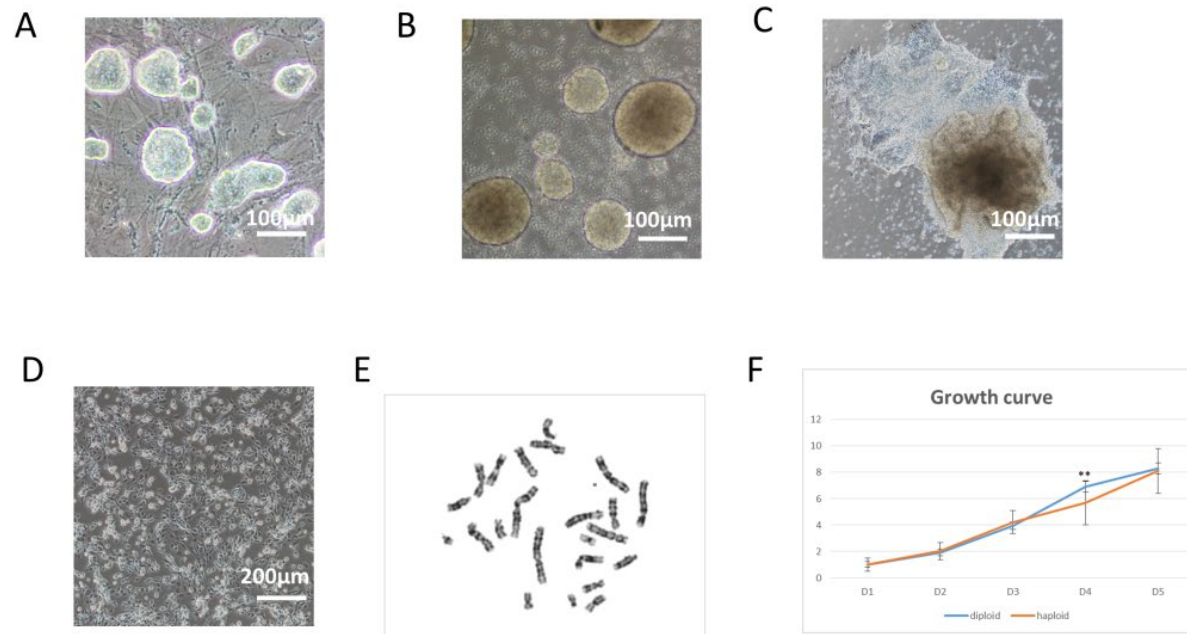 A
B
C
100μm
100μm
100μm
D
E
F
200μm
Growth curve
12
10
8
6
4
2
0
**
D1 D2 D3 D4 D5
diploid haploid